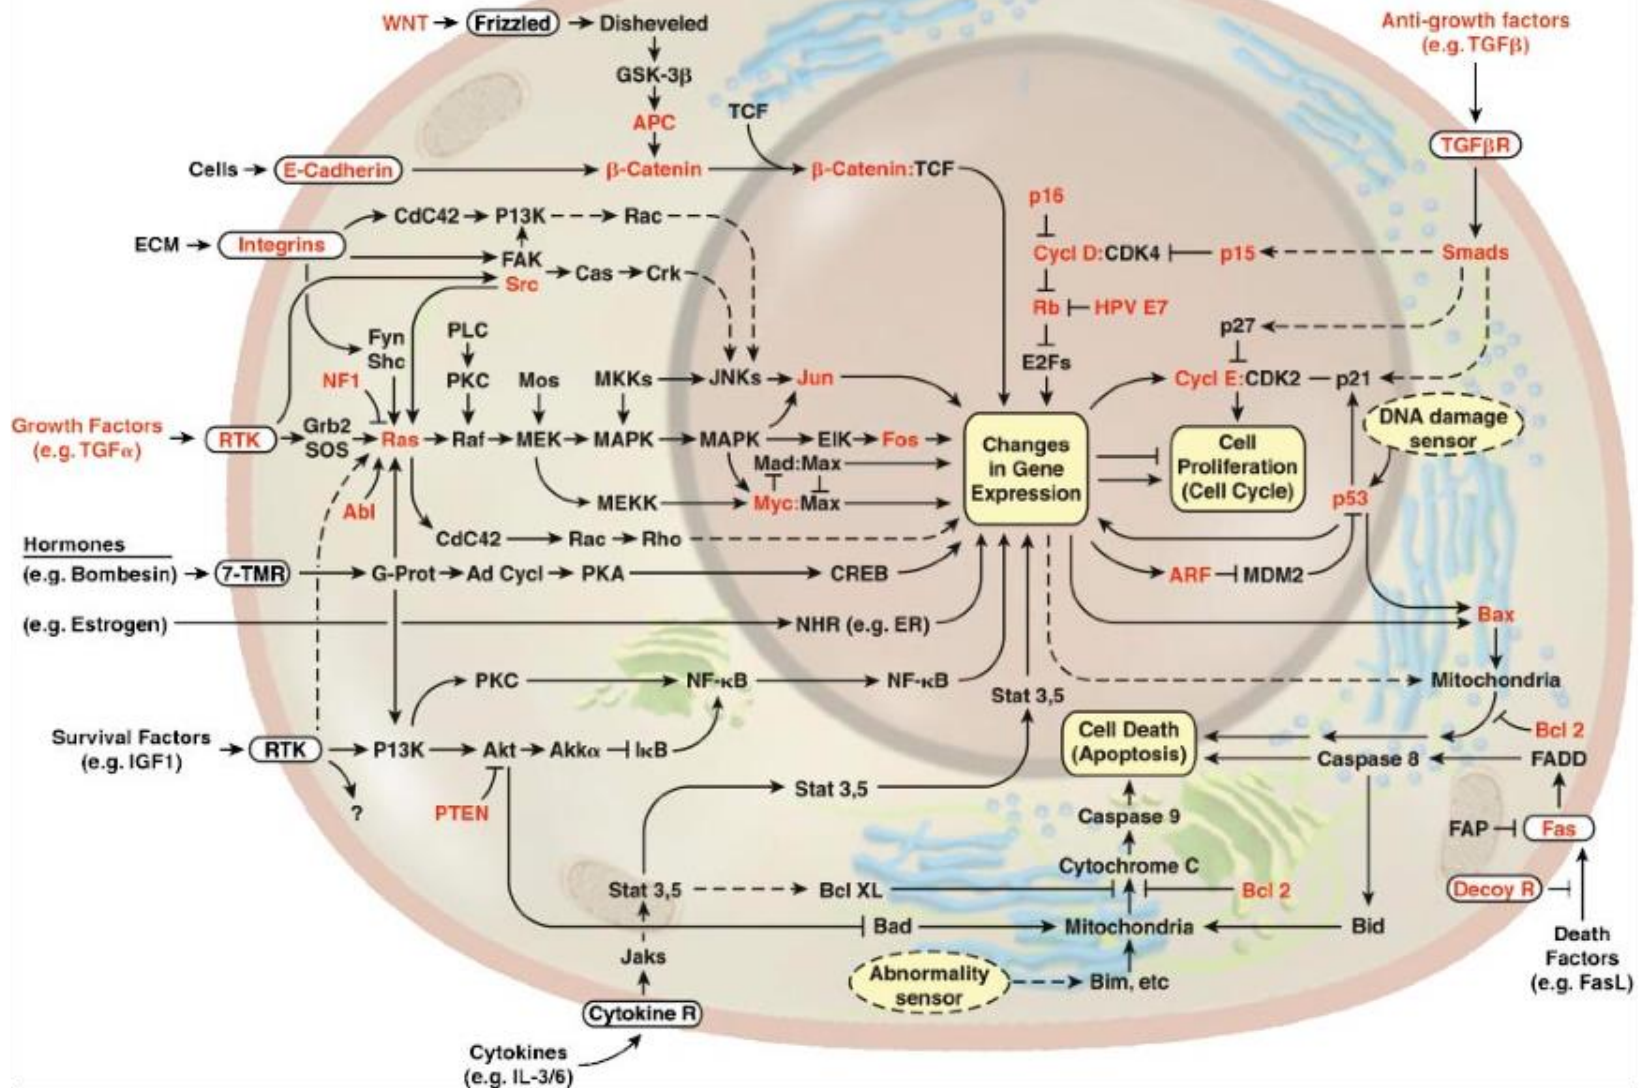 WNT Frizzled Disheveled
GSK-3β
APC
TCF
Anti-growth factors
(e.g. TGFβ)
TGFβR
Cells E-Cadherin β-Catenin β-Catenin:TCF
p16
CdC42 P13K Rac
ECM Integrins
FAK
Src
Cas Crk
Cycl D:CDK4 p15 Smads
Rb HPV E7
p27
E2Fs
Fyn
Shc
PLC
NF1 PKC Mos MKKs JNKs Jun
Cycl E:CDK2 p21
DNA damage
sensor
Growth Factors
(e.g. TGFα)
RTK
Grb2
SOS
Ras Raf MEK MAPK MAPK ElK Fos
Mad:Max
Changes
in Gene
Expression
Cell
Proliferation
(Cell Cycle)
Abl
MEKK Myc:Max
p53
CdC42 Rac Rho
Hormones
(e.g. Bombesin) 7-TMR G-Prot Ad Cycl PKA CREB
ARF MDM2
(e.g. Estrogen) NHR (e.g. ER)
Bax
PKC NF-κB NF-κB
Stat 3,5
Mitochondria
Survival Factors
(e.g. IGF1)
RTK P13K Akt Akkα IκB
Cell Death
(Apoptosis)
Bcl 2
Caspase 8 FADD
?
PTEN
Stat 3,5
Caspase 9
FAP Fas
Cytochrome C
Stat 3,5 Bcl XL Bcl 2
Decoy R
Bad Mitochondria Bid
Death
Factors
(e.g. FasL)
Jaks
Abnormality
sensor
Bim, etc
Cytokine R
Cytokines
(e.g. IL-3/6)